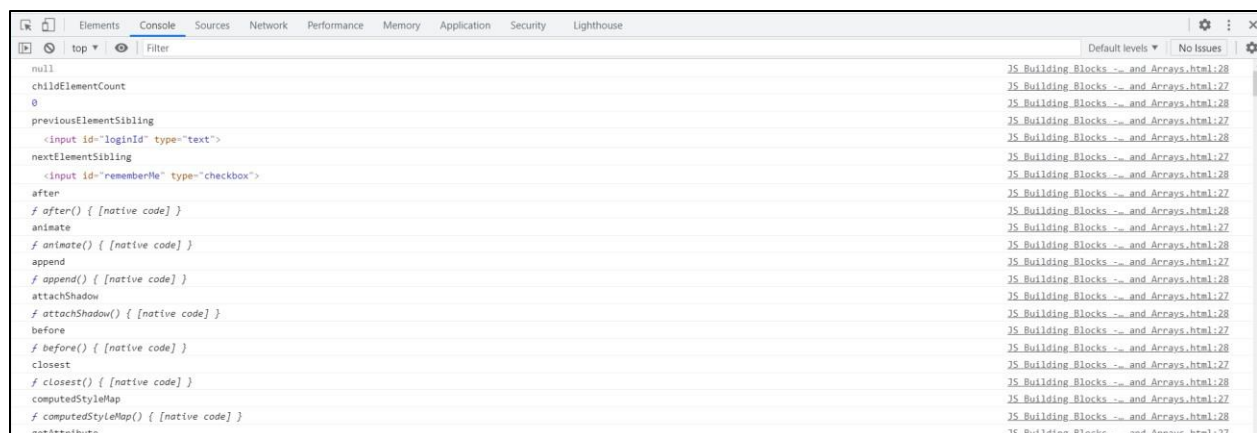 Elements Console Sources Network Performance Memory Application Security Lighthouse
top Filter Default levels No Issues
null JS Building Blocks -… and Arrays.html:28
childElementCount JS Building Blocks -… and Arrays.html:27
0 JS Building Blocks -… and Arrays.html:28
previousElementSibling JS Building Blocks -… and Arrays.html:27
<input id="loginId" type="text"> JS Building Blocks -… and Arrays.html:28
nextElementSibling JS Building Blocks -… and Arrays.html:27
<input id="rememberMe" type="checkbox"> JS Building Blocks -… and Arrays.html:28
after JS Building Blocks -… and Arrays.html:27
ƒ after() { [native code] } JS Building Blocks -… and Arrays.html:28
animate JS Building Blocks -… and Arrays.html:27
ƒ animate() { [native code] } JS Building Blocks -… and Arrays.html:28
append JS Building Blocks -… and Arrays.html:27
ƒ append() { [native code] } JS Building Blocks -… and Arrays.html:28
attachShadow JS Building Blocks -… and Arrays.html:27
ƒ attachShadow() { [native code] } JS Building Blocks -… and Arrays.html:28
before JS Building Blocks -… and Arrays.html:27
ƒ before() { [native code] } JS Building Blocks -… and Arrays.html:28
closest JS Building Blocks -… and Arrays.html:27
ƒ closest() { [native code] } JS Building Blocks -… and Arrays.html:28
computedStyleMap JS Building Blocks -… and Arrays.html:27
ƒ computedStyleMap() { [native code] } JS Building Blocks -… and Arrays.html:28
getAttribute JS Building Blocks -… and Arrays.html:27